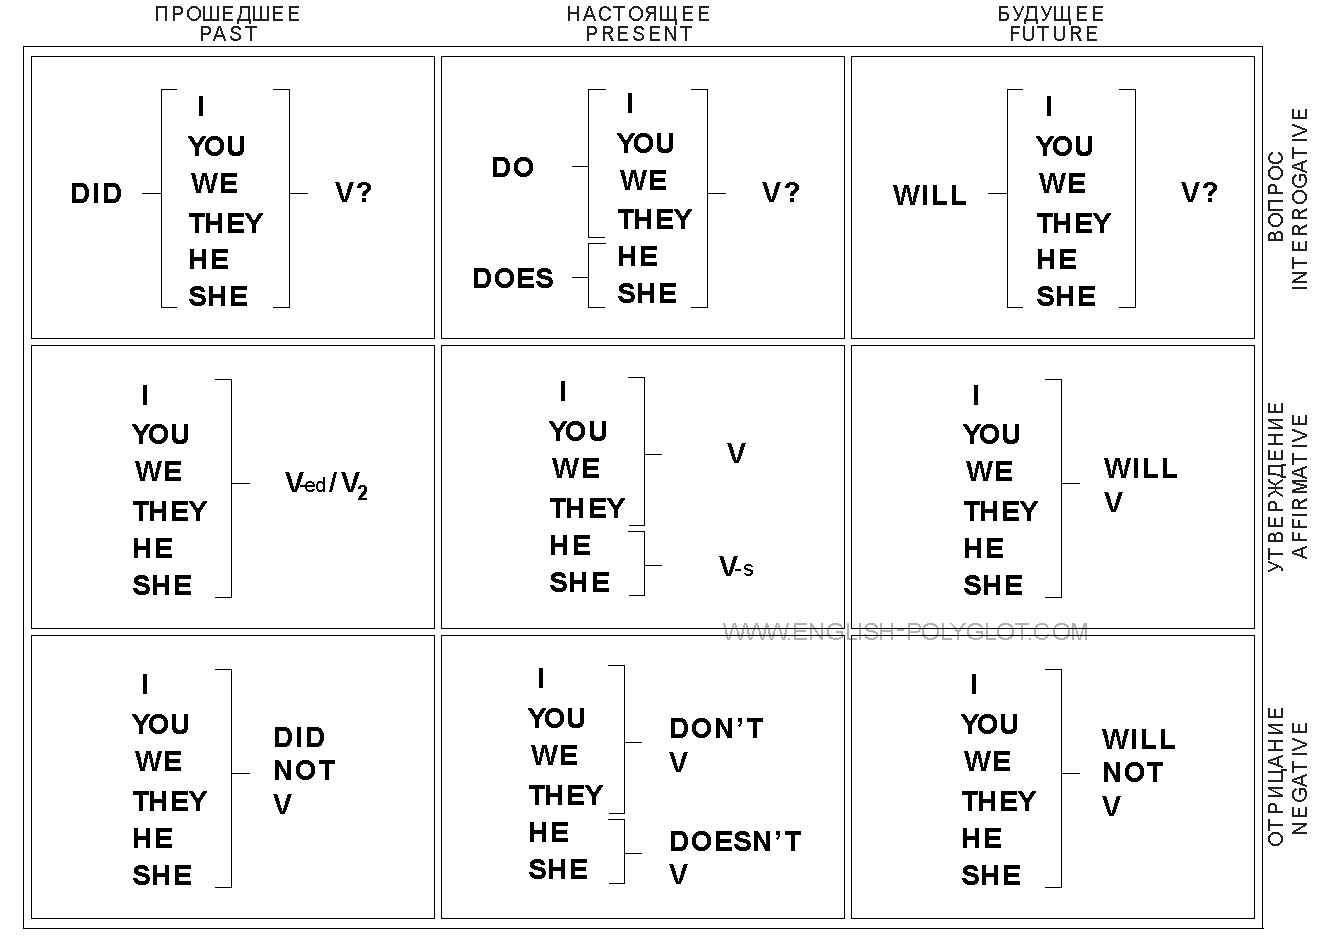 ПРОШЕДШЕЕ
PAST
НАСТОЯЩЕЕ
PRESENT
БУДУЩЕЕ
FUTURE
DID
I
YOU
WE
THEY
HE
SHE
V?
DO
DOES
I
YOU
WE
THEY
HE
SHE
V?
WILL
I
YOU
WE
THEY
HE
SHE
V?
ВОПРОС
INTERROGATIVE
I
YOU
WE
THEY
HE
SHE
V-ed / V2
I
YOU
WE
THEY
V
HE
SHE
V-s
I
YOU
WE
THEY
HE
SHE
WILL
V
УТВЕРЖДЕНИЕ
AFFIRMATIVE
WWW.ENGLISH-POLYGLOT.COM
I
YOU
WE
THEY
HE
SHE
DID
NOT
V
I
YOU
WE
THEY
DON'T
V
HE
SHE
DOESN'T
V
I
YOU
WE
THEY
HE
SHE
WILL
NOT
V
ОТРИЦАНИЕ
NEGATIVE